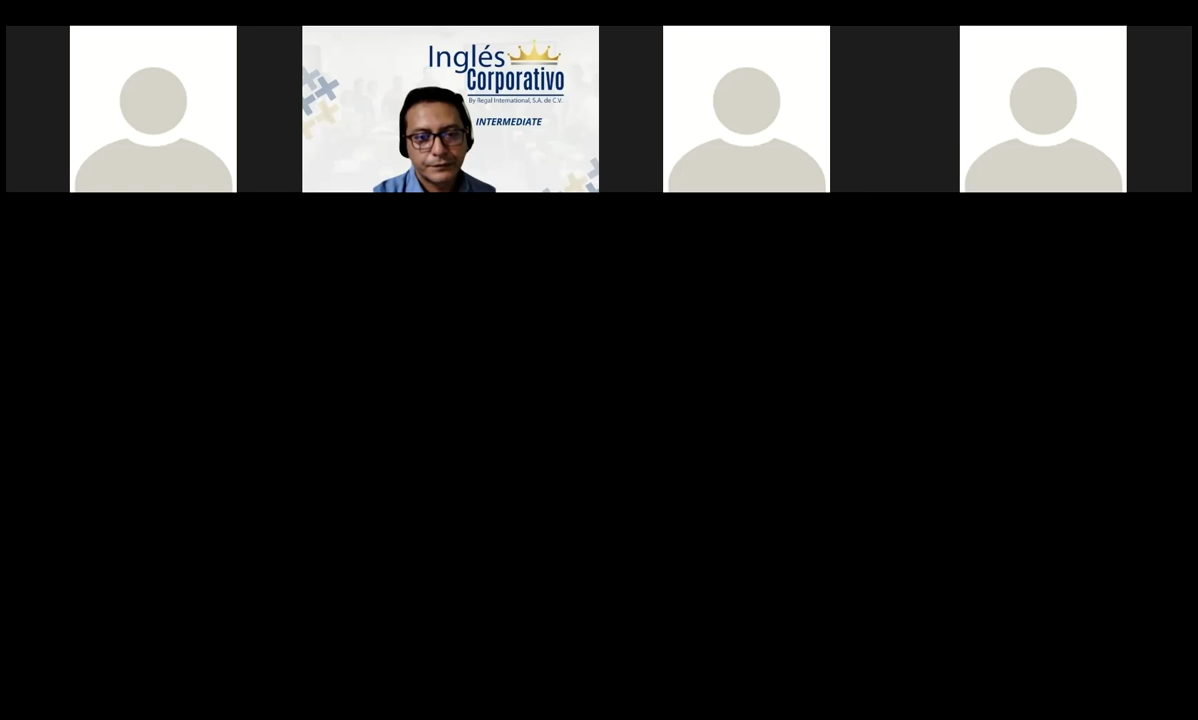 Inglés
Corporativo
By Regal International, S.A. de C.V.
INTERMEDIATE